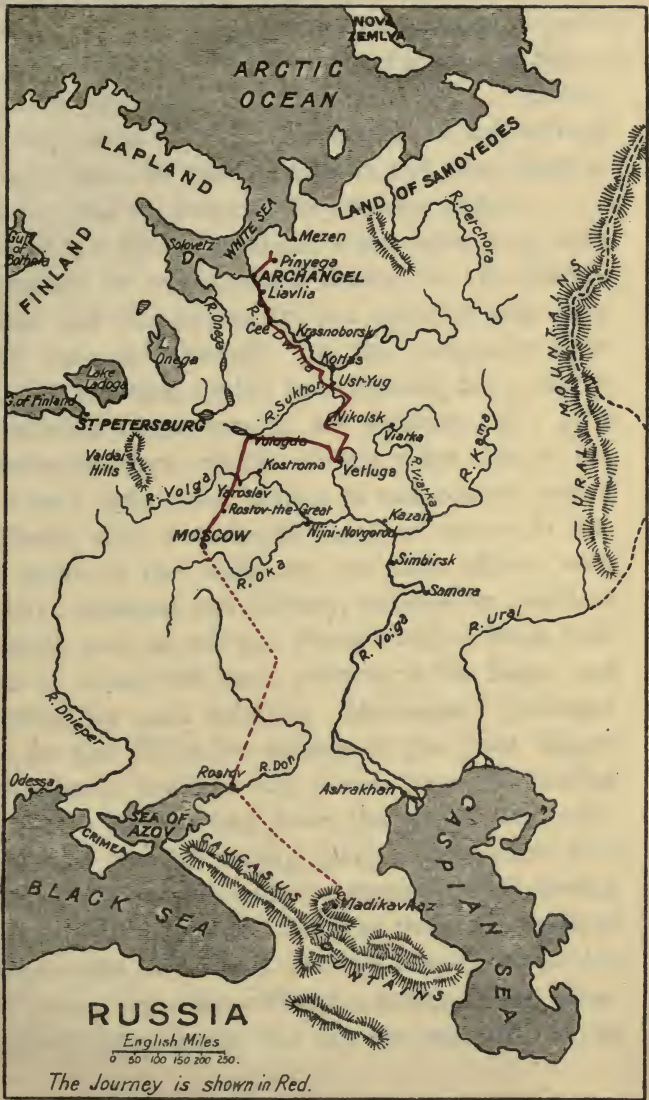 NOVA
ZEMLYA
ARCTIC
OCEAN
LAPLAND
LAND OF SAMOYEDES
R. Petchora
WHITE SEA
Mezen
Gulf
of
Bothnia
FINLAND
Solovetz
Pinyega
ARCHANGEL
Liavlia
R. Onega
R. Dwina
Cee
Krasnoborsk
Kotlas
L.
Onega
Lake
Ladoga
Ust-Yug
R. Sukhon
G. of Finland
ST PETERSBURG
Nikolsk
Vologda
Viatka
R. Viatka
R. Kama
URAL MOUNTAINS
Valdai
Hills
Kostroma
Vetluga
R. Volga
Yaroslav
Rostov-the-Great
Kazan
MOSCOW
Nijni-Novgorod
R. Oka
Simbirsk
Samara
R. Volga
R. Ural
R. Dnieper
Rostov
R. Don
Odessa
Astrakhan
SEA OF
AZOV
CRIMEA
CAUCASUS
MOUNTAINS
Vladikavkaz
CASPIAN SEA
BLACK SEA
RUSSIA
English Miles
0 50 100 150 200 250.
The Journey is shown in Red.